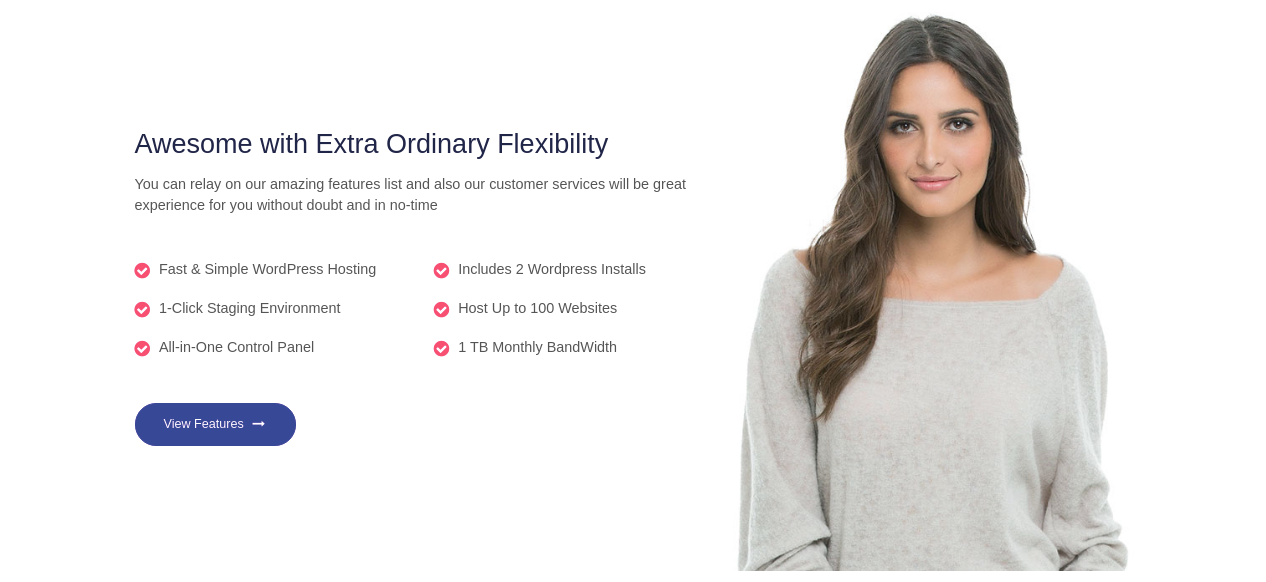 Awesome with Extra Ordinary Flexibility
You can relay on our amazing features list and also our customer services will be great
experience for you without doubt and in no-time
Fast & Simple WordPress Hosting
Includes 2 Wordpress Installs
1-Click Staging Environment
Host Up to 100 Websites
All-in-One Control Panel
1 TB Monthly BandWidth
View Features